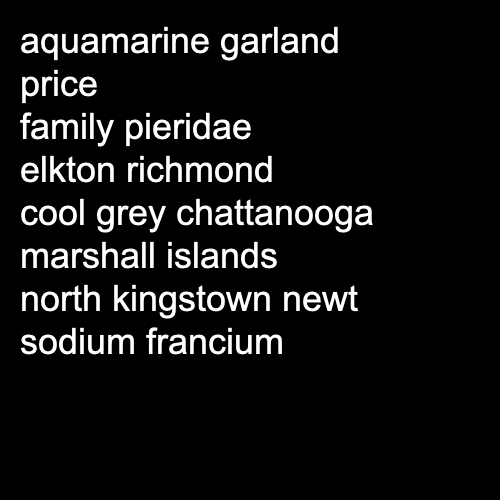 aquamarine garland
price
family pieridae
elkton richmond
cool grey chattanooga
marshall islands
north kingstown newt
sodium francium